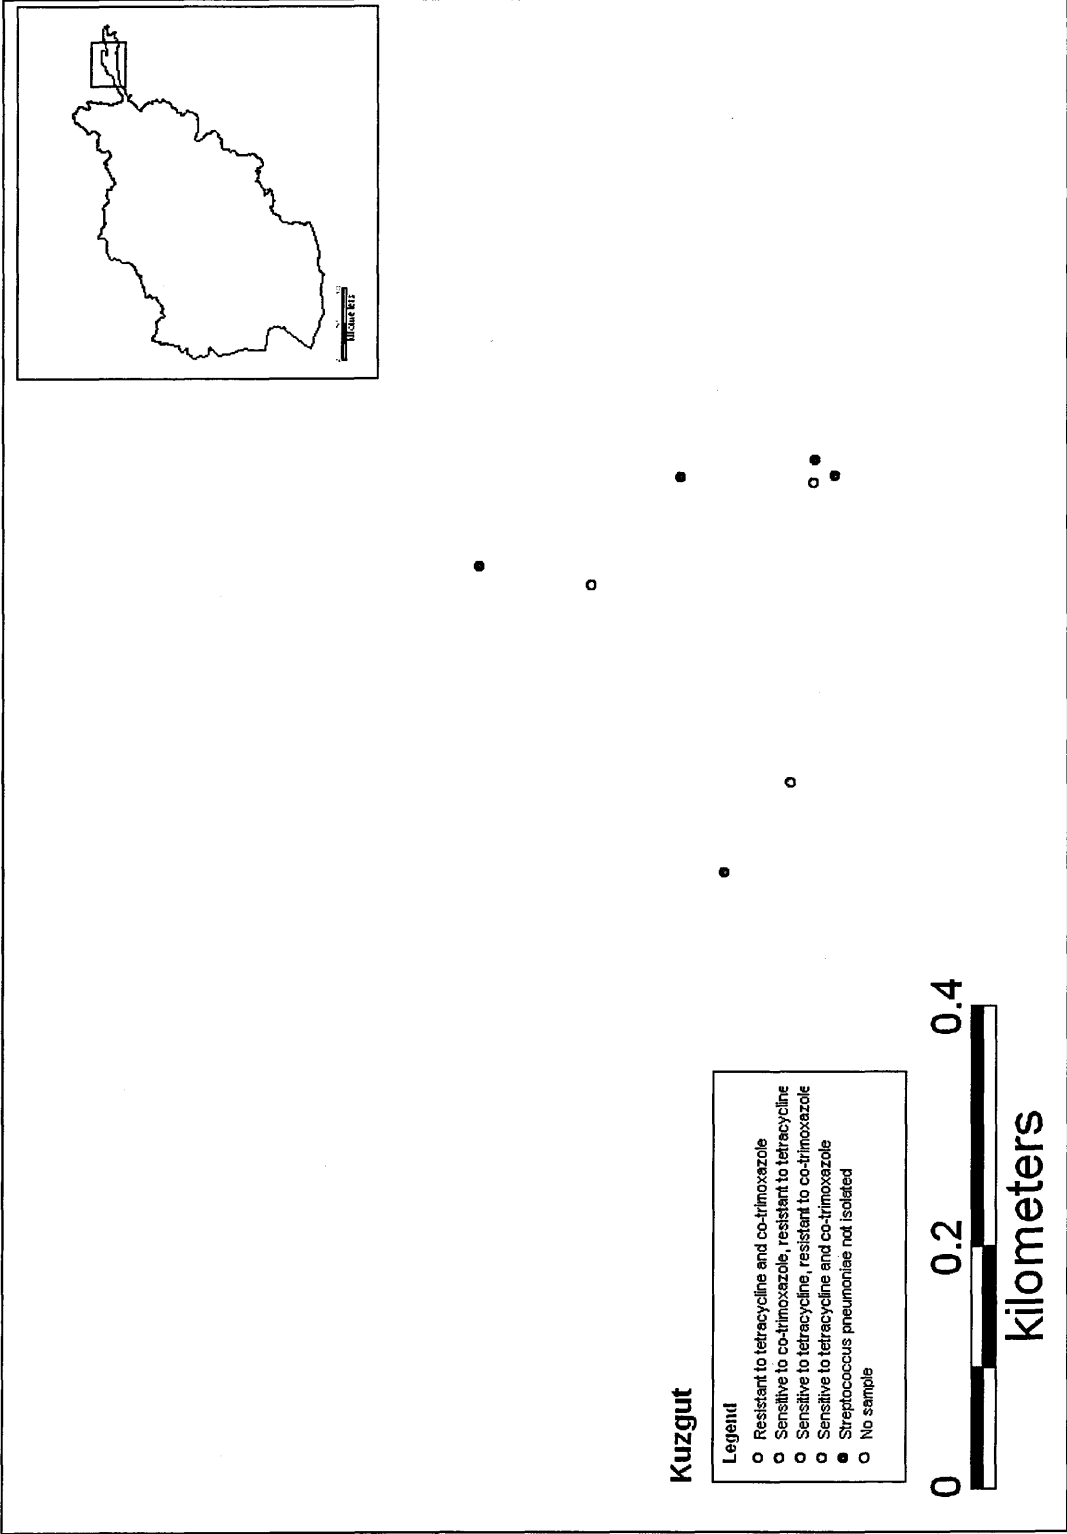 Kuzgut
Legend
Resistant to tetracycline and co-trimoxazole
Sensitive to co-trimoxazole, resistant to tetracycline
Sensitive to tetracycline, resistant to co-trimoxazole
Sensitive to tetracycline and co-trimoxazole
Streptococcus pneumoniae not isolated
No sample
0 0.2 0.4
kilometers
kilometers